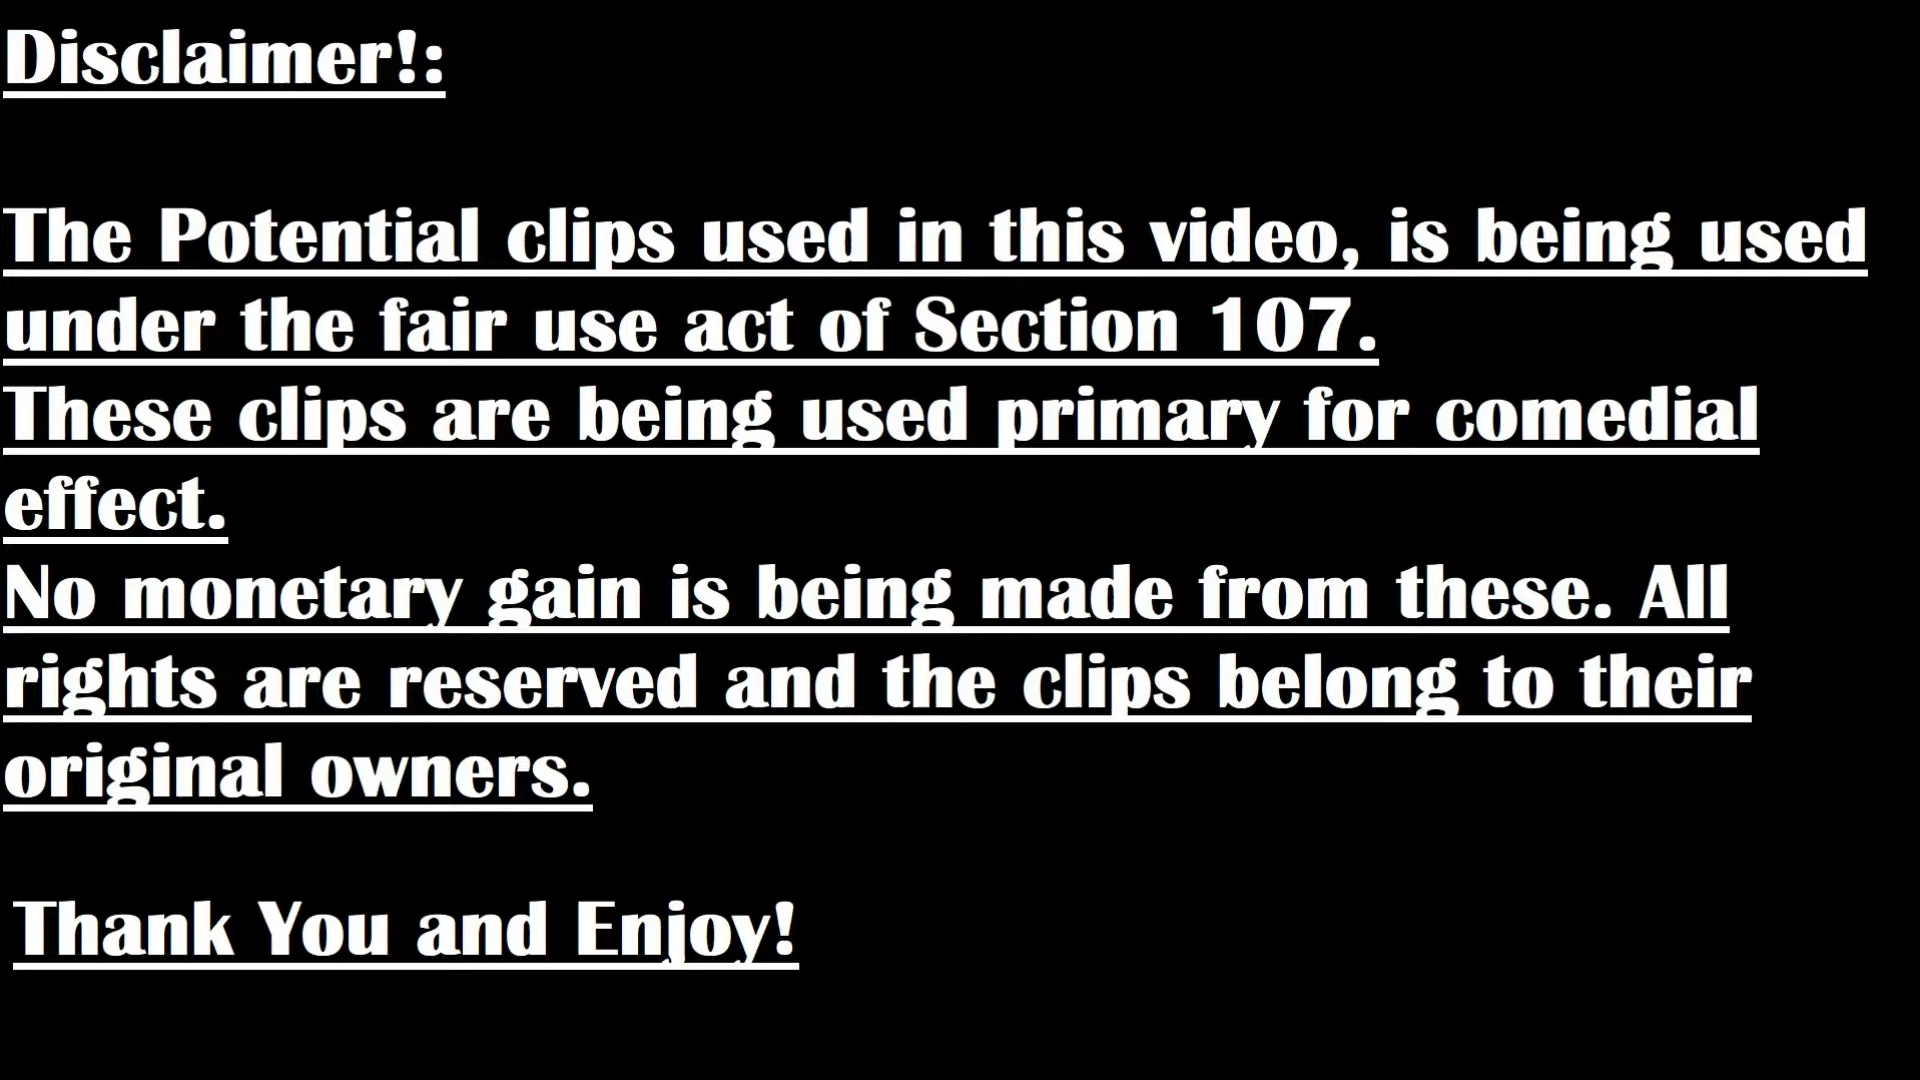 Disclaimer!:
The Potential clips used in this video, is being used
under the fair use act of Section 107.
These clips are being used primary for comedial
effect.
No monetary gain is being made from these. All
rights are reserved and the clips belong to their
original owners.
Thank You and Enjoy!